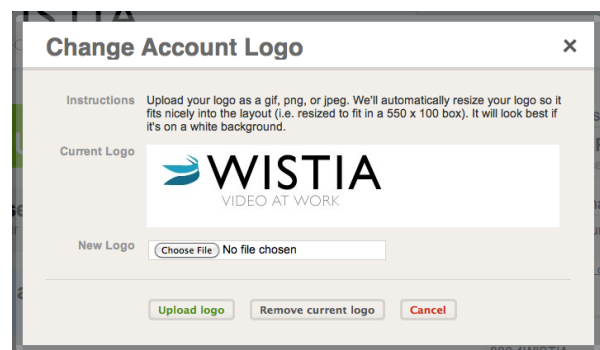 WISTIA
Change Account Logo
×
Instructions
Upload your logo as a gif, png, or jpeg. We'll automatically resize your logo so it
fits nicely into the layout (i.e. resized to fit in a 550 x 100 box). It will look best if
it's on a white background.
Current Logo
WISTIA
VIDEO AT WORK
New Logo
Choose File No file chosen
Upload logo
Remove current logo
Cancel